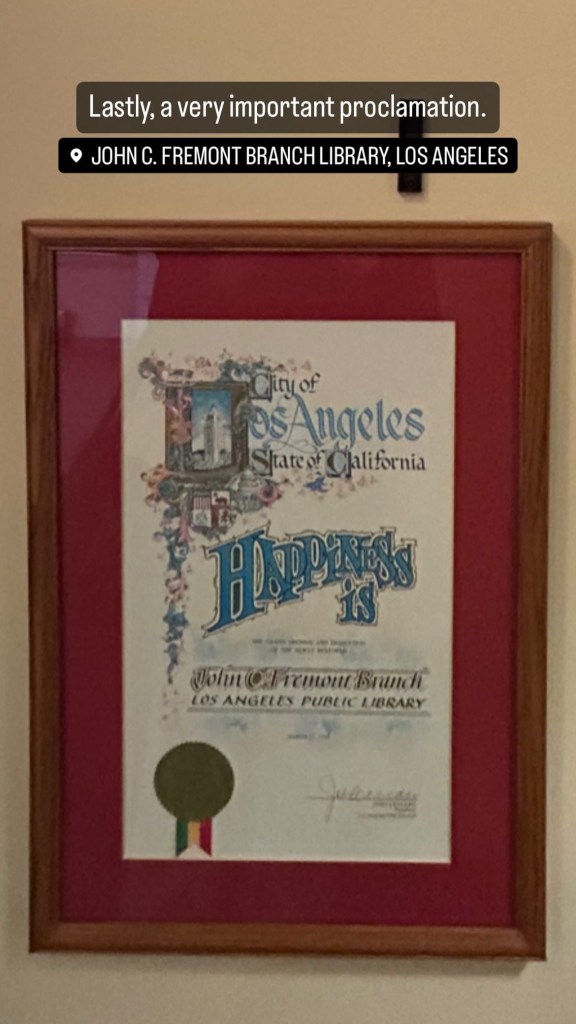 Lastly, a very important proclamation.
JOHN C. FREMONT BRANCH LIBRARY, LOS ANGELES
City of
Los Angeles
State of California
HAPPINESS
is
John C. Fremont Branch
LOS ANGELES PUBLIC LIBRARY